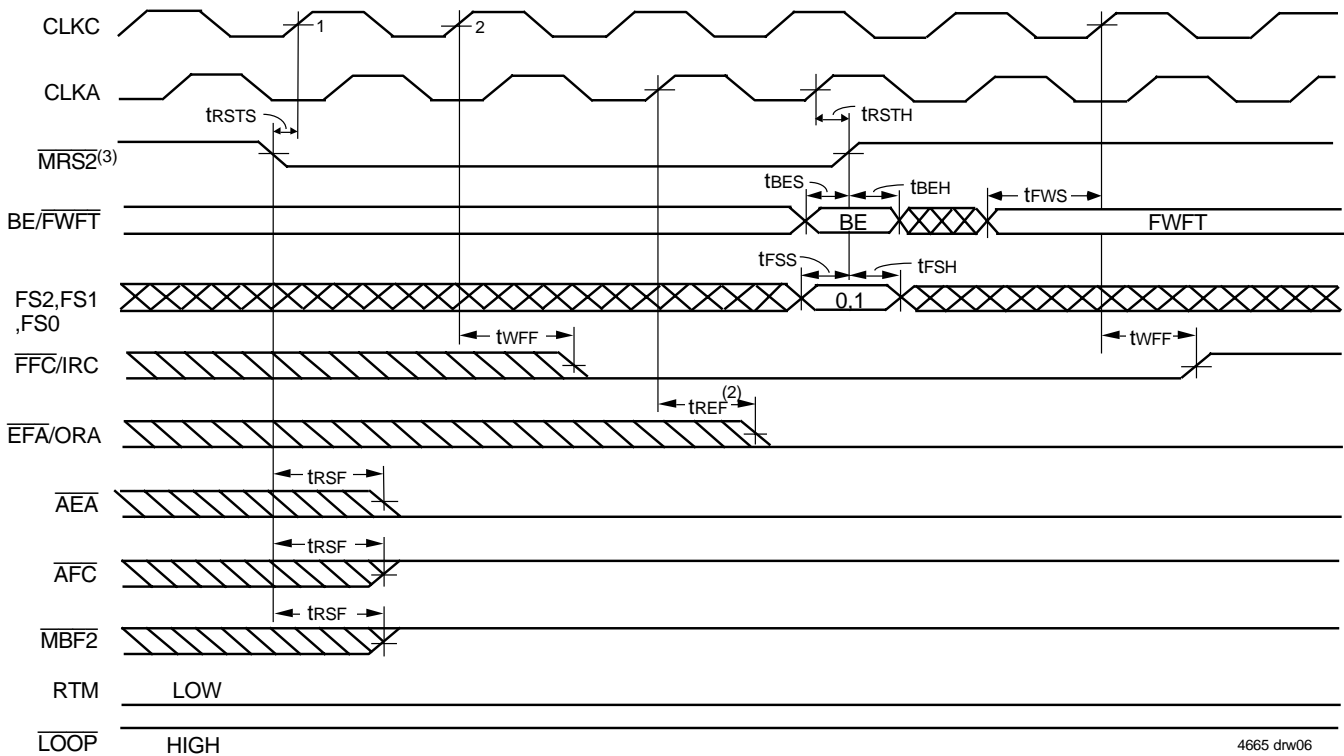 CLKC
1
2
CLKA
tRSTS
tRSTH
MRS2(3)
tBES
tBEH
tFWS
BE/FWFT
BE
FWFT
tFSS
tFSH
FS2,FS1
,FS0
0,1
tWFF
tWFF
FFC/IRC
tREF(2)
EFA/ORA
tRSF
AEA
tRSF
AFC
tRSF
MBF2
RTM LOW
LOOP HIGH
4665 drw06